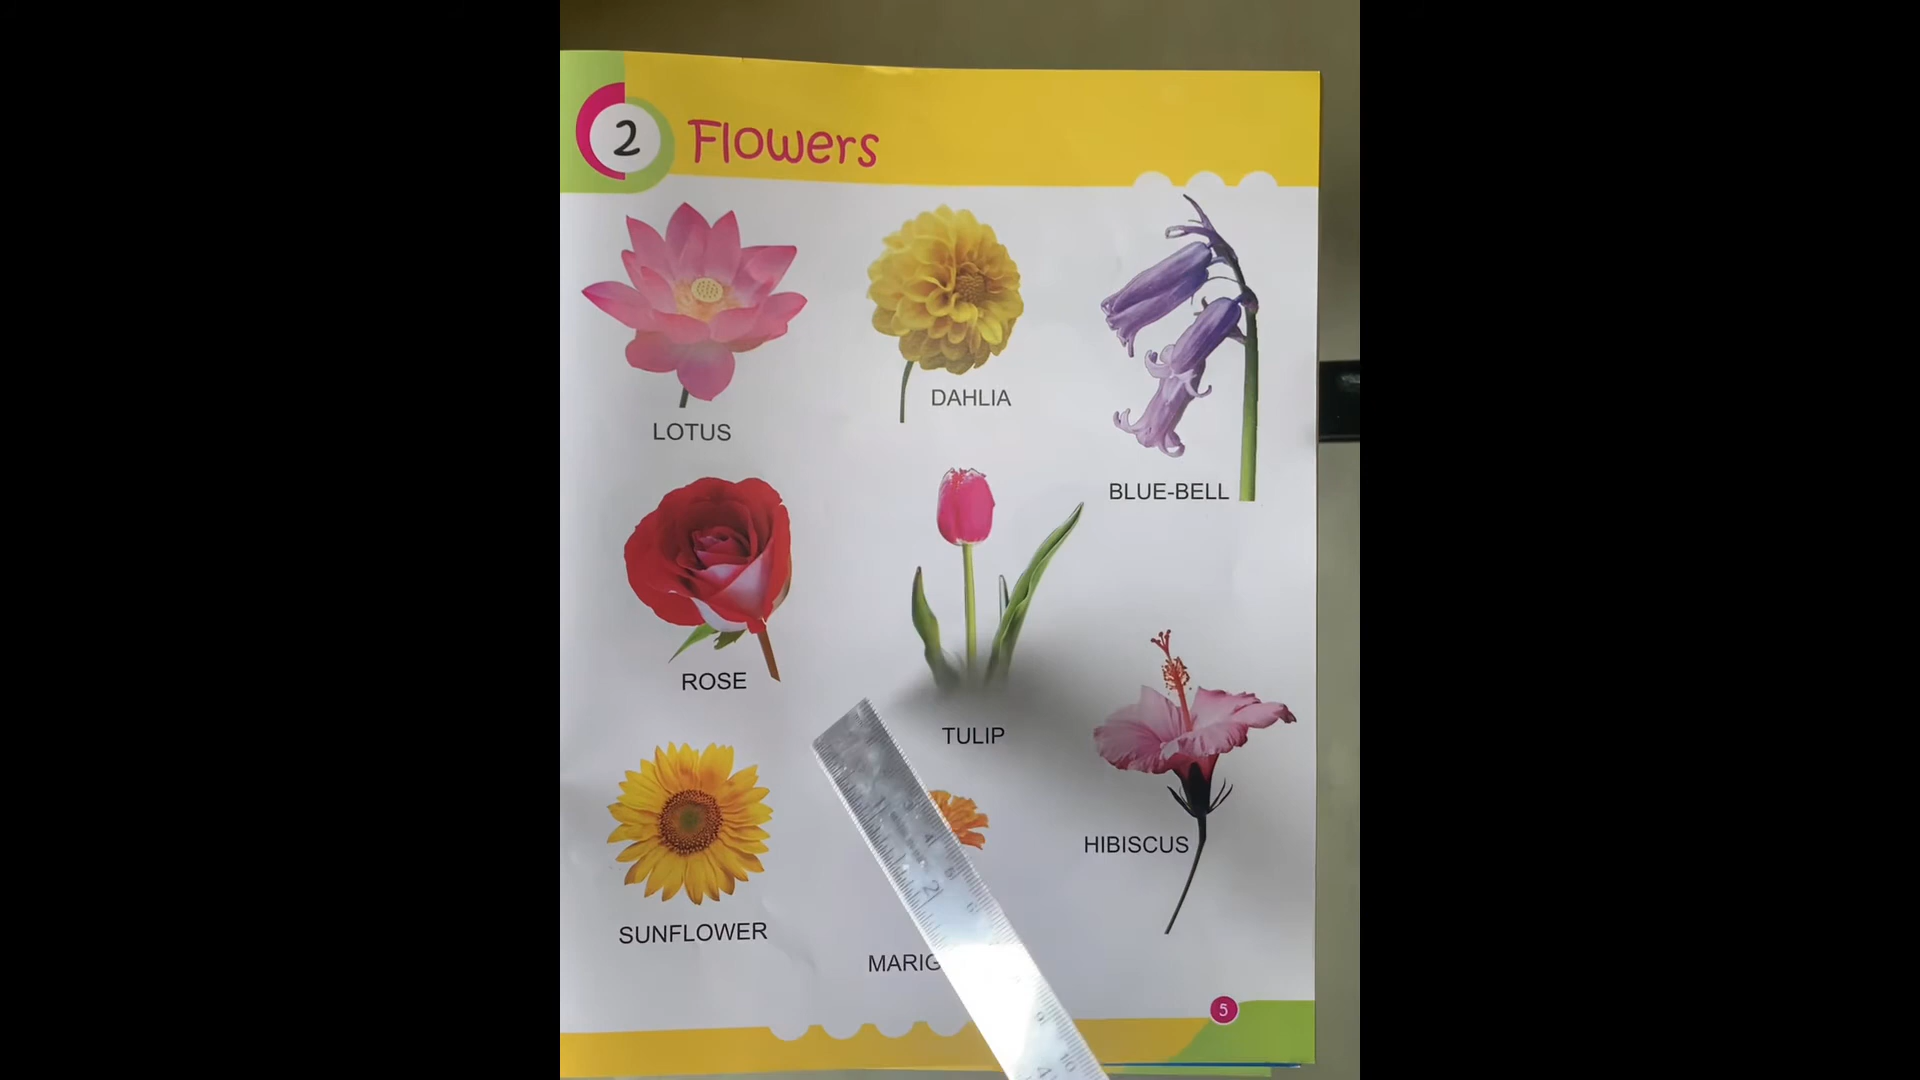 2 Flowers
LOTUS
DAHLIA
BLUE-BELL
ROSE
TULIP
HIBISCUS
SUNFLOWER
MARIG
5